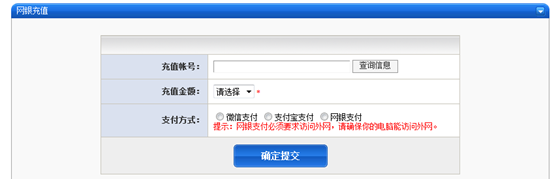 网银充值
充值帐号: 查询信息
充值金额: 请选择 *
支付方式: 微信支付 支付宝支付 网银支付
提示: 网银支付必须要求访问外网,请确保你的电脑能访问外网。
确定提交